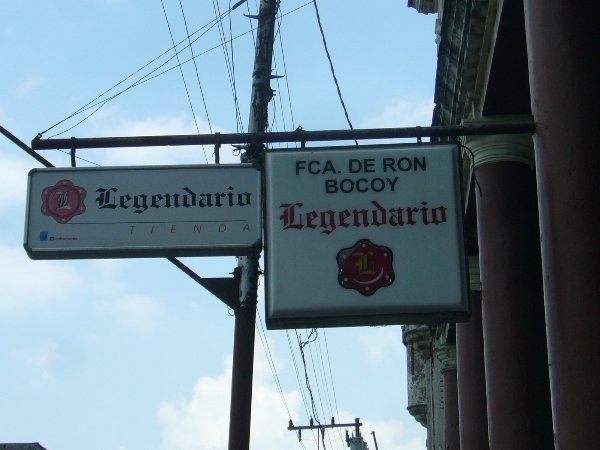 L Legendario
TIENDA
FCA. DE RON
BOCOY
Legendario
L